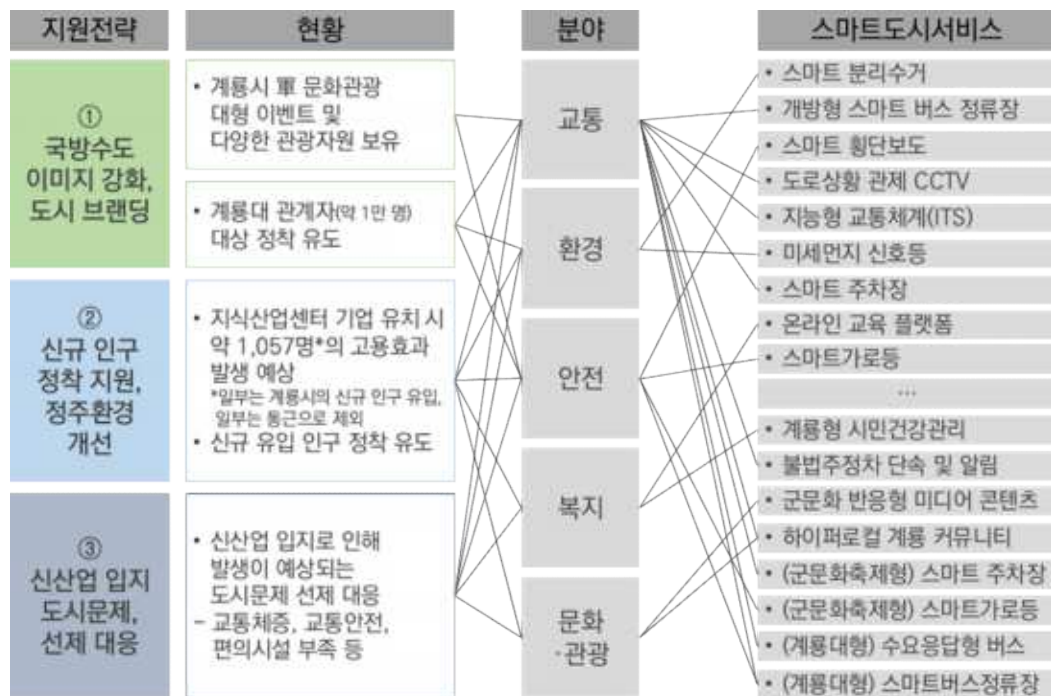 지원전략
현황
분야
스마트도시서비스
①
국방수도
이미지 강화,
도시 브랜딩
• 계룡시 軍 문화관광
대형 이벤트 및
다양한 관광자원 보유
• 계룡대 관계자(약 1만 명)
대상 정착 유도
②
신규 인구
정착 지원,
정주환경
개선
• 지식산업센터 기업 유치 시
약 1,057명*의 고용효과
발생 예상
*일부는 계룡시의 신규 인구 유입,
일부는 통근으로 제외
• 신규 유입 인구 정착 유도
③
신산업 입지
도시문제,
선제 대응
• 신산업 입지로 인해
발생이 예상되는
도시문제 선제 대응
– 교통체증, 교통안전,
편의시설 부족 등
교통
환경
안전
복지
문화
·관광
• 스마트 분리수거
• 개방형 스마트 버스 정류장
• 스마트 횡단보도
• 도로상황 관제 CCTV
• 지능형 교통체계(ITS)
• 미세먼지 신호등
• 스마트 주차장
• 온라인 교육 플랫폼
• 스마트가로등
…
• 계룡형 시민건강관리
• 불법주정차 단속 및 알림
• 군문화 반응형 미디어 콘텐츠
• 하이퍼로컬 계룡 커뮤니티
• (군문화축제형) 스마트 주차장
• (군문화축제형) 스마트가로등
• (계룡대형) 수요응답형 버스
• (계룡대형) 스마트버스정류장